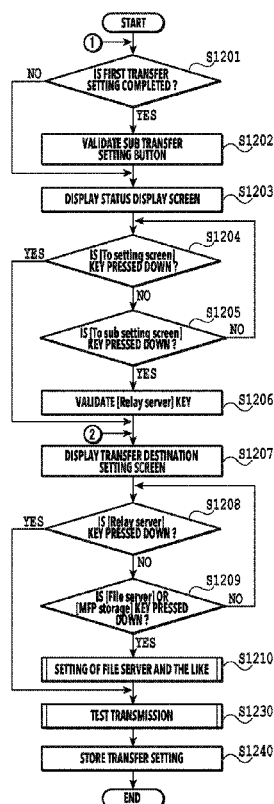 START
1
S1201
IS FIRST TRANSFER
SETTING COMPLETED ?
NO
YES
S1202
VALIDATE SUB TRANSFER
SETTING BUTTON
S1203
DISPLAY STATUS DISPLAY SCREEN
S1204
IS [To setting screen]
KEY PRESSED DOWN ?
YES
NO
S1205
IS [To sub setting screen]
KEY PRESSED DOWN ?
NO
YES
S1206
VALIDATE [Relay server] KEY
2
S1207
DISPLAY TRANSFER DESTINATION
SETTING SCREEN
S1208
IS [Relay server]
KEY PRESSED DOWN ?
YES
NO
S1209
IS [File server] OR
[MFP storage] KEY PRESSED
DOWN ?
NO
YES
S1210
SETTING OF FILE SERVER AND THE LIKE
S1230
TEST TRANSMISSION
S1240
STORE TRANSFER SETTING
END